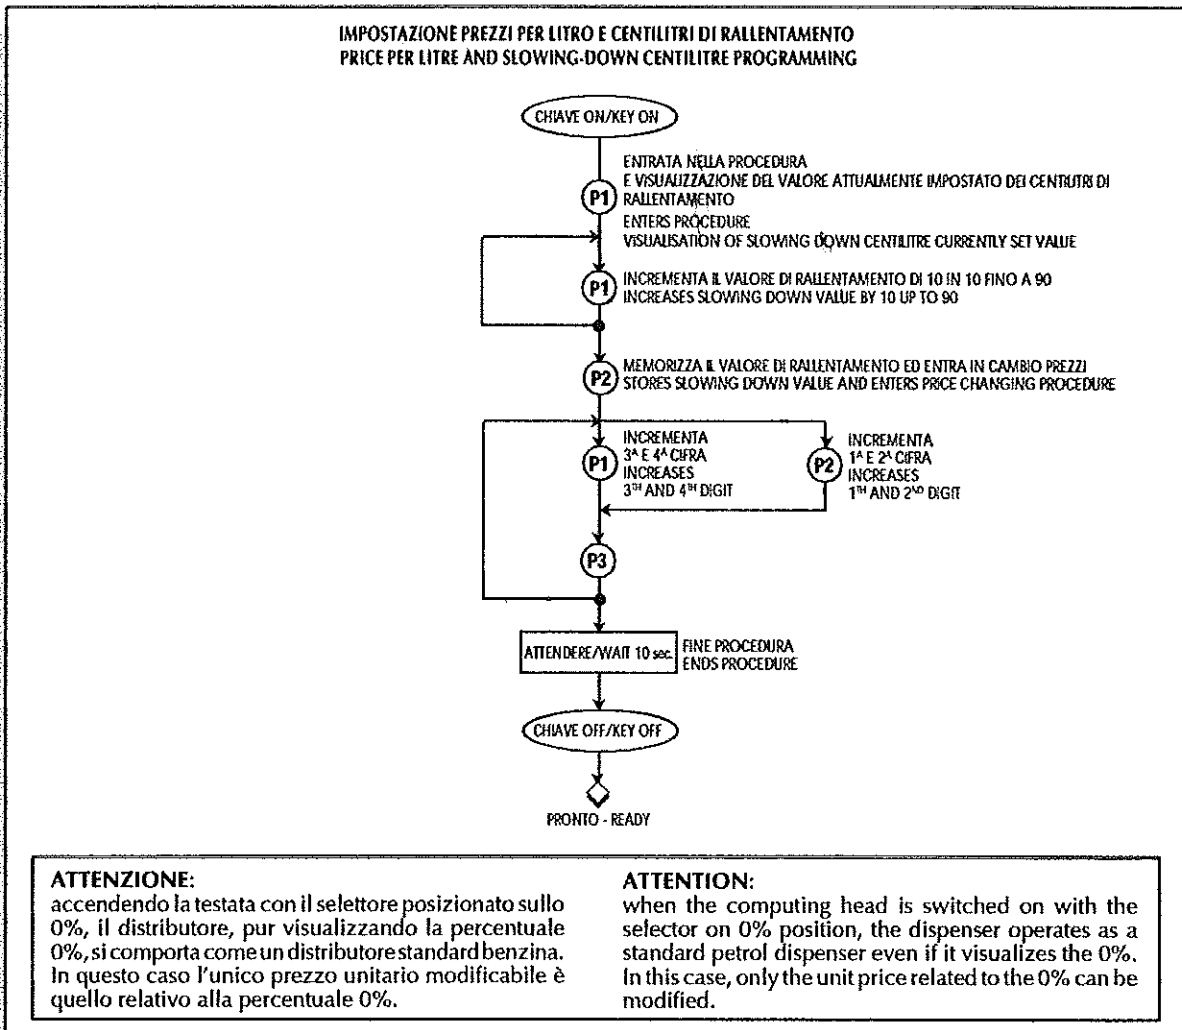 IMPOSTAZIONE PREZZI PER LITRO E CENTILITRI DI RALLENTAMENTO
PRICE PER LITRE AND SLOWING-DOWN CENTILITRE PROGRAMMING
CHIAVE ON/KEY ON
P1
ENTRATA NELLA PROCEDURA
E VISUALIZZAZIONE DEL VALORE ATTUALMENTE IMPOSTATO DEI CENTILITRI DI
RALLENTAMENTO
ENTERS PROCEDURE
VISUALISATION OF SLOWING DOWN CENTILITRE CURRENTLY SET VALUE
P1
INCREMENTA IL VALORE DI RALLENTAMENTO DI 10 IN 10 FINO A 90
INCREASES SLOWING DOWN VALUE BY 10 UP TO 90
P2
MEMORIZZA IL VALORE DI RALLENTAMENTO ED ENTRA IN CAMBIO PREZZI
STORES SLOWING DOWN VALUE AND ENTERS PRICE CHANGING PROCEDURE
P1
INCREMENTA
3ᴬ E 4ᴬ CIFRA
INCREASES
3ᵀᴴ AND 4ᵀᴴ DIGIT
P2
INCREMENTA
1ᴬ E 2ᴬ CIFRA
INCREASES
1ᵀᴴ AND 2ᴺᴰ DIGIT
P3
ATTENDERE/WAIT 10 sec.
FINE PROCEDURA
ENDS PROCEDURE
CHIAVE OFF/KEY OFF
PRONTO - READY
ATTENZIONE:
accendendo la testata con il selettore posizionato sullo
0%, il distributore, pur visualizzando la percentuale
0%, si comporta come un distributore standard benzina.
In questo caso l'unico prezzo unitario modificabile è
quello relativo alla percentuale 0%.
ATTENTION:
when the computing head is switched on with the
selector on 0% position, the dispenser operates as a
standard petrol dispenser even if it visualizes the 0%.
In this case, only the unit price related to the 0% can be
modified.